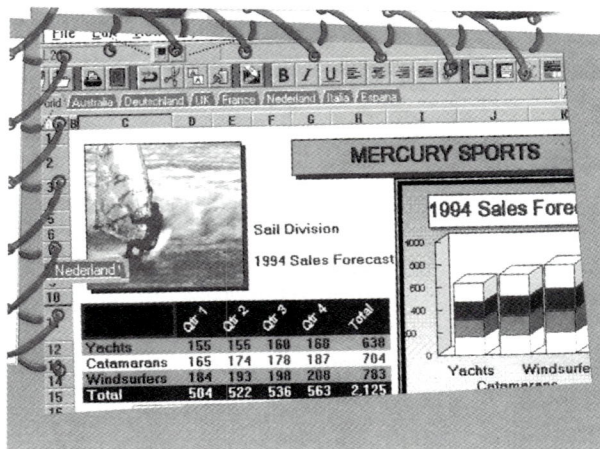 File Edit
B I U
Grid Australia Deutschland UK France Nederland Italia Espana
B C D E F G H I J K
1
2
MERCURY SPORTS
3
5
6
1994 Sales Fore
Sail Division
1994 Sales Forecast
Nederland
10
Qtr 1 Qtr 2 Qtr 3 Qtr 4 Total
12 Yachts 155 155 160 168 638
13 Catamarans 165 174 178 187 704
14 Windsurfers 184 193 198 208 783
15 Total 504 522 536 563 2,125
16
1000
800
600
400
200
0
Yachts Windsurfe
Catamarans